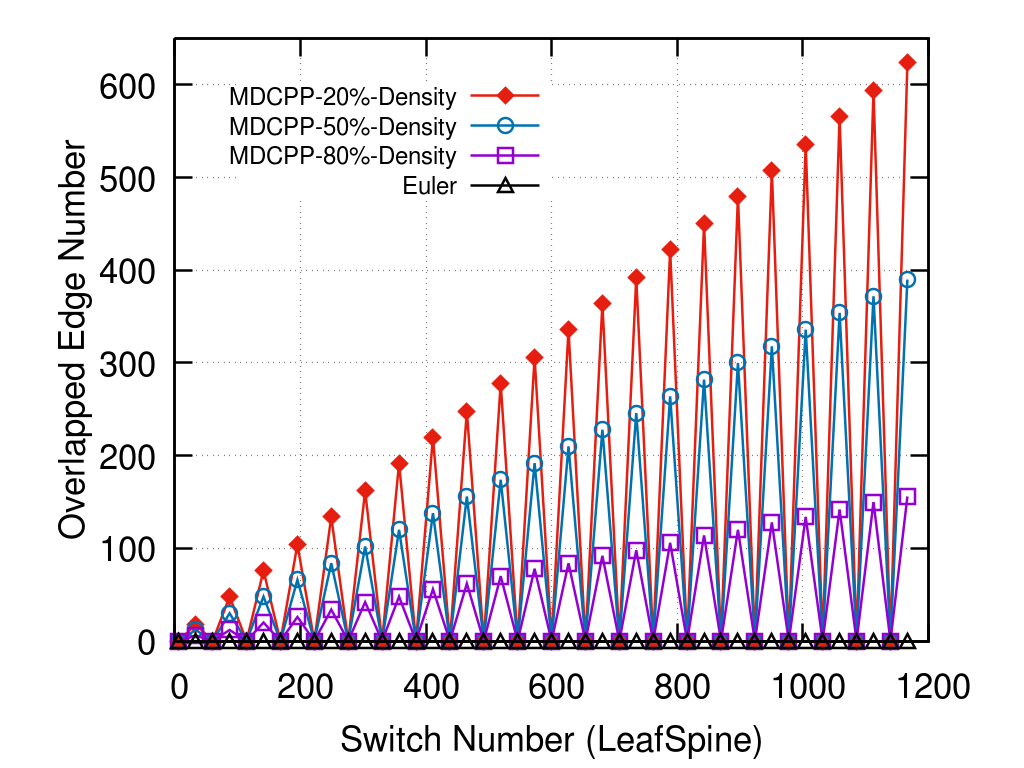 600
500
400
300
200
100
0
Overlapped Edge Number
MDCPP-20%-Density
MDCPP-50%-Density
MDCPP-80%-Density
Euler
0 200 400 600 800 1000 1200
Switch Number (LeafSpine)